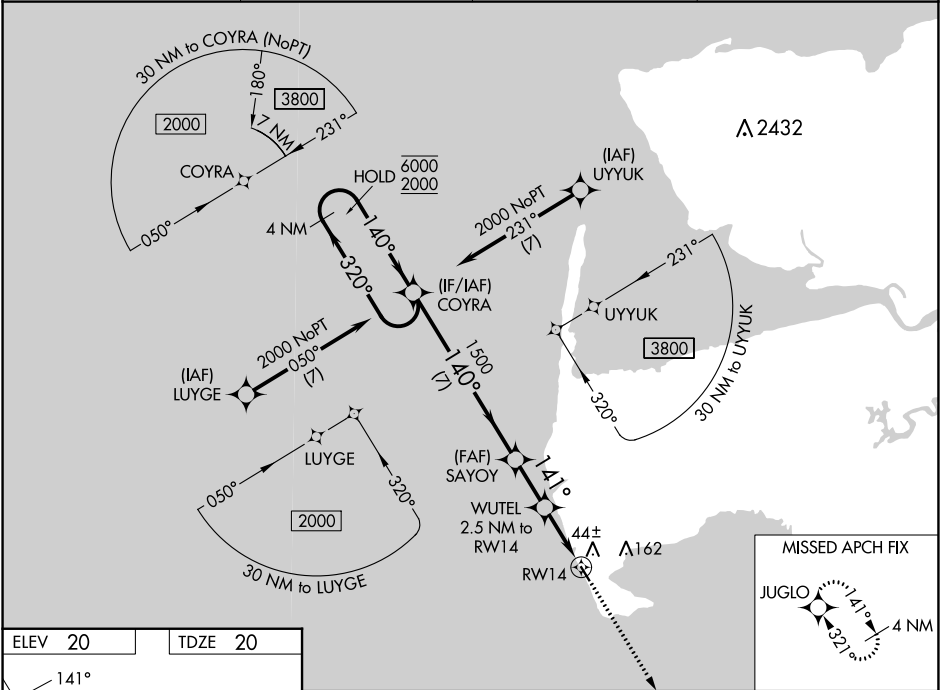 30 NM to COYRA (NoPT)
180°
3800
2000
7 NM
231°
COYRA
050°
HOLD
6000
2000
4 NM
140°
320°
(IF/IAF)
COYRA
(IAF)
UYYUK
2000 NoPT
231°
(7)
2432
231°
UYYUK
3800
320°
30 NM to UYYUK
2000 NoPT
050°
(7)
(IAF)
LUYGE
1500
140°
(7)
LUYGE
050°
320°
2000
30 NM to LUYGE
(FAF)
SAYOY
141°
WUTEL
2.5 NM to
RW14
44±
162
RW14
MISSED APCH FIX
JUGLO
141°
321°
4 NM
ELEV 20
TDZE 20
141°